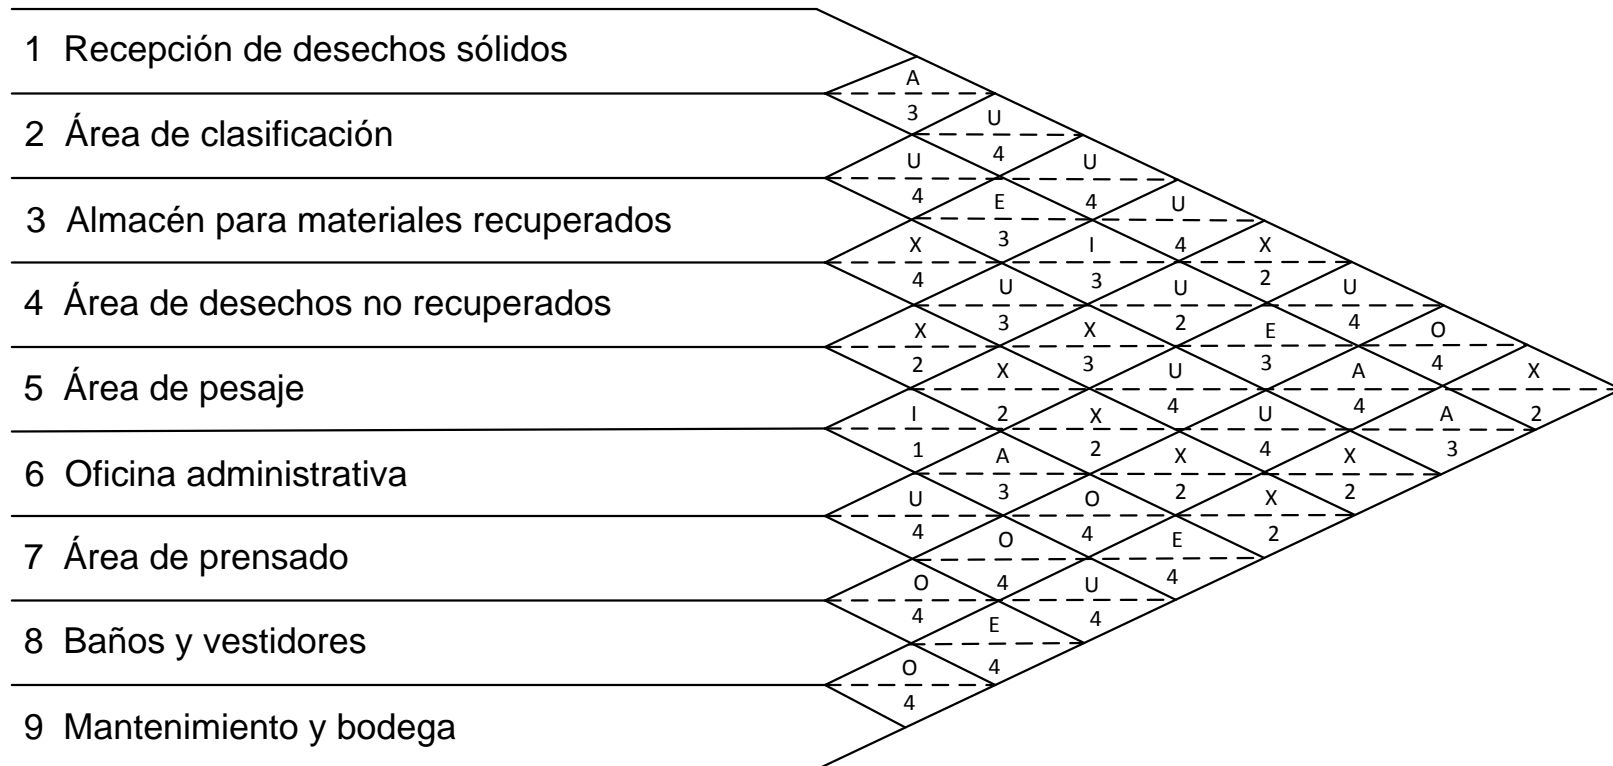 1 Recepción de desechos sólidos
A
3 U
2 Área de clasificación
U 4 U
4 E 4 U
3 Almacén para materiales recuperados
X 3 I 4 X
4 U 3 U 2 U
4 Área de desechos no recuperados
X 3 X 2 E 4 O
2 X 3 U 3 A 4 X
5 Área de pesaje
I 2 X 4 U 4 A 2
1 A 2 X 4 X 3
6 Oficina administrativa
U 3 O 2 X 2
4 O 4 E 2
7 Área de prensado
O 4 U 4
4 E 4
8 Baños y vestidores
O 4
4
9 Mantenimiento y bodega